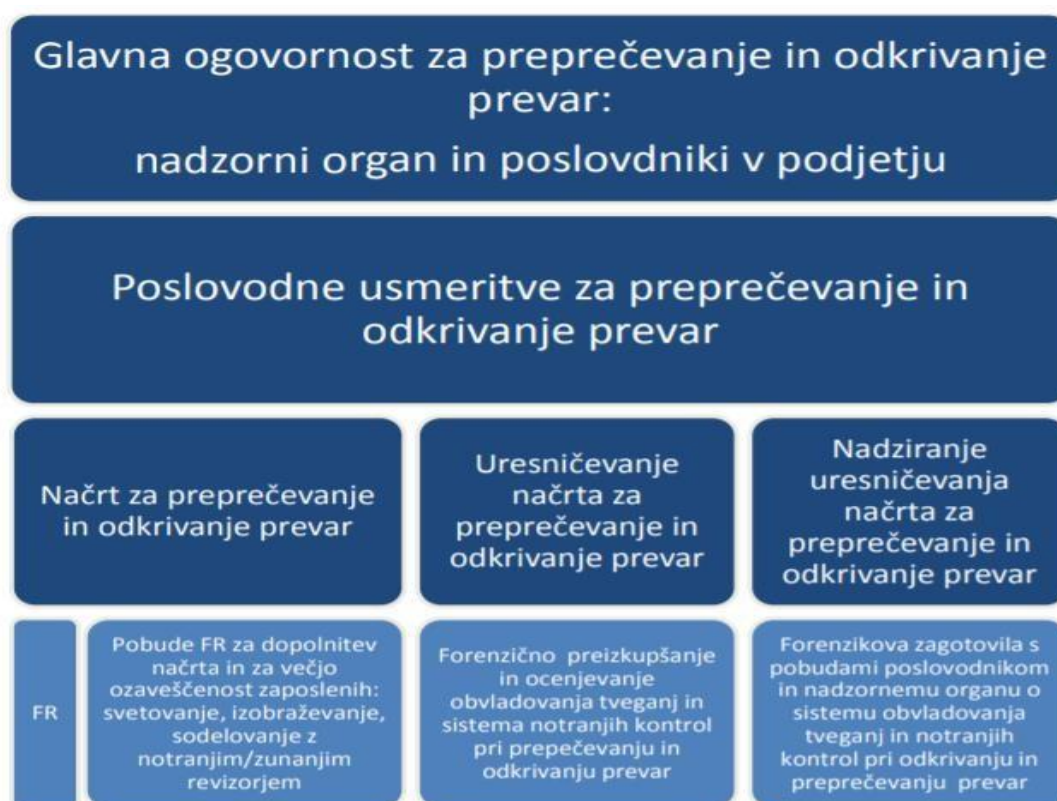 Glavna ogovornost za preprečevanje in odkrivanje
prevar:
nadzorni organ in poslovdniki v podjetju
Poslovodne usmeritve za preprečevanje in
odkrivanje prevar
Načrt za preprečevanje
in odkrivanje prevar
Uresničevanje
načrta za
preprečevanje in
odkrivanje prevar
Nadziranje
uresničevanja
načrta za
preprečevanje in
odkrivanje prevar
FR
Pobude FR za dopolnitev
načrta in za večjo
ozaveščenost zaposlenih:
svetovanje, izobraževanje,
sodelovanje z
notranjim/zunanjim
revizorjem
Forenzično preizkupšanje
in ocenjevanje
obvladovanja tveganj in
sistema notranjih kontrol
pri prepečevanju in
odkrivanju prevar
Forenzikova zagotovila s
pobudami poslovodnikom
in nadzornemu organu o
sistemu obvladovanja
tveganj in notranjih
kontrol pri odkrivanju in
preprečevanju prevar